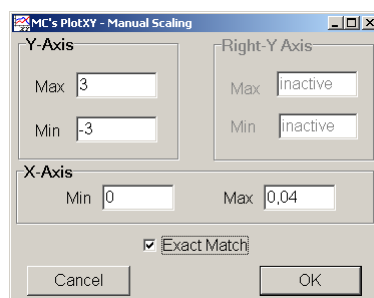 MC's PlotXY - Manual Scaling
Y-Axis Right-Y Axis
Max 3 Max inactive
Min -3 Min inactive
X-Axis
Min 0 Max 0,04
Exact Match
Cancel OK